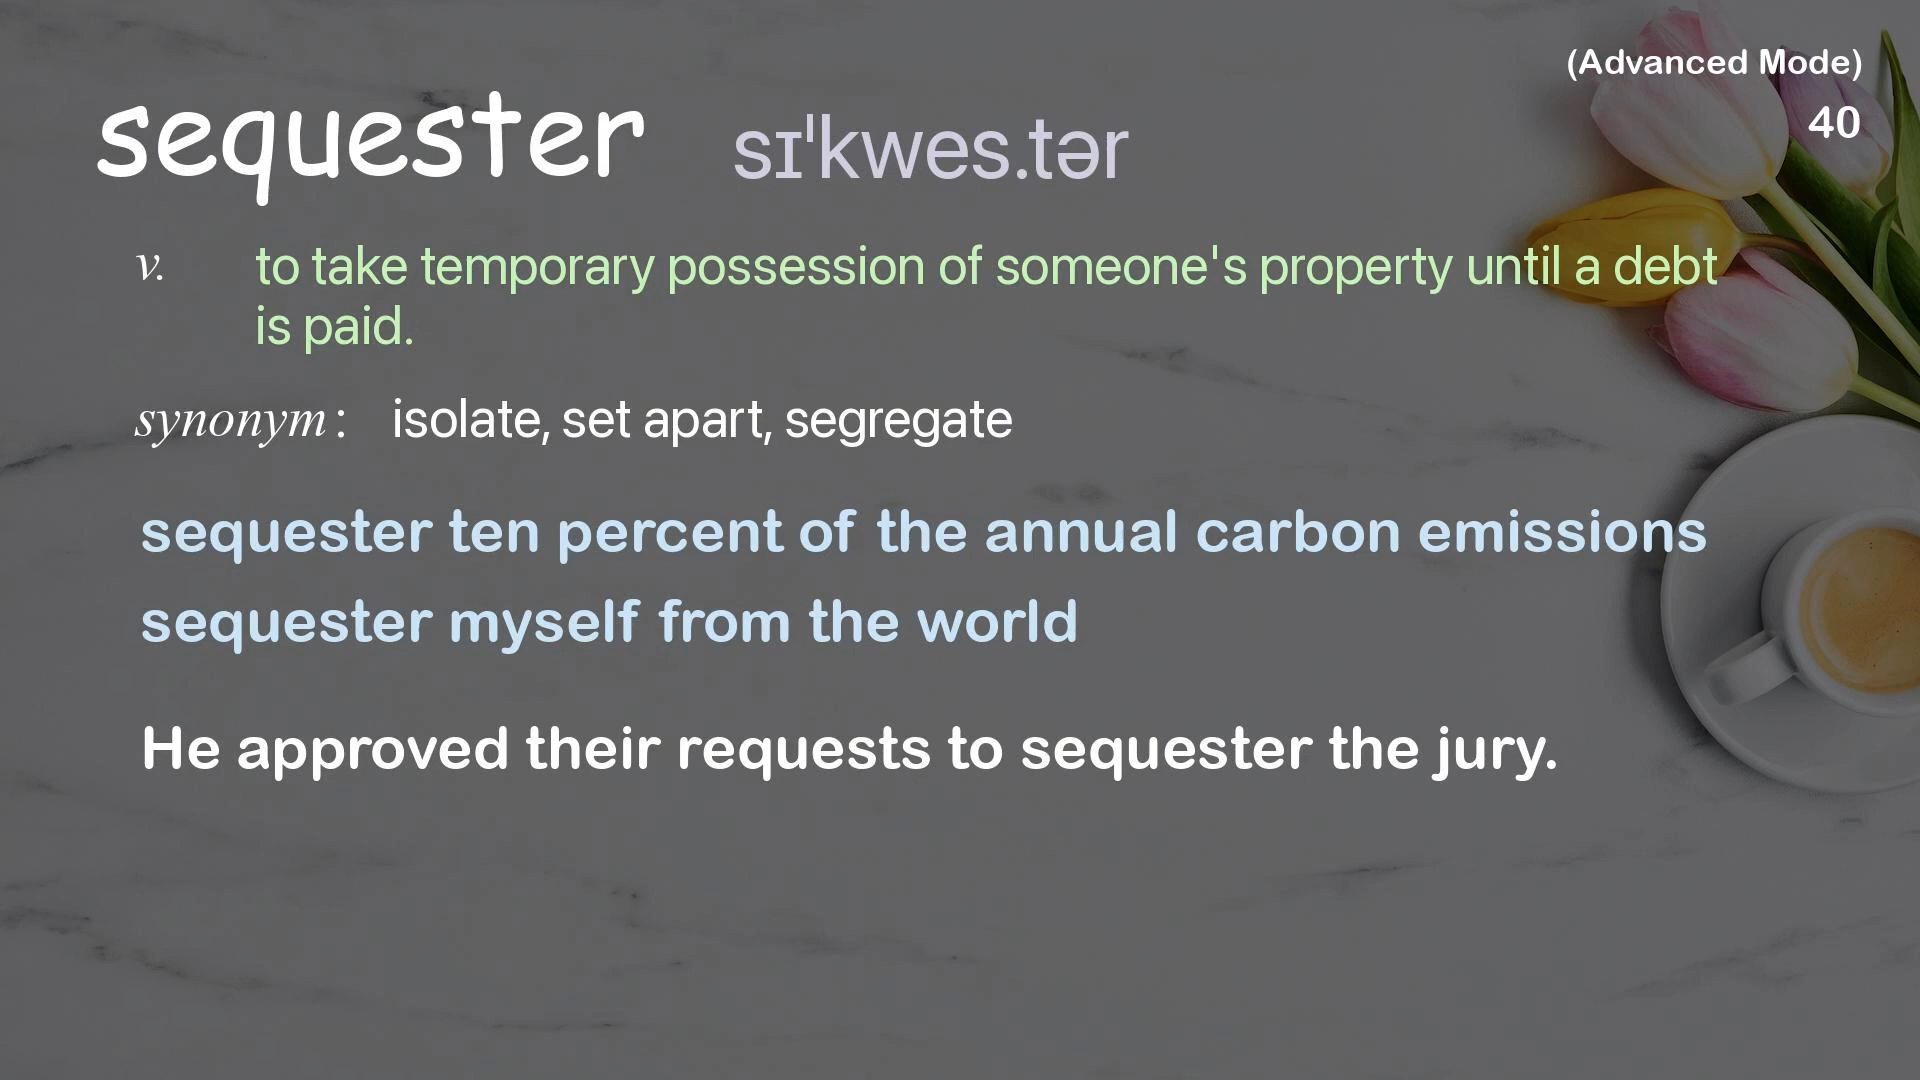 (Advanced Mode)
40
sequester sɪˈkwes.tər
v. to take temporary possession of someone's property until a debt
is paid.
synonym: isolate, set apart, segregate
sequester ten percent of the annual carbon emissions
sequester myself from the world
He approved their requests to sequester the jury.